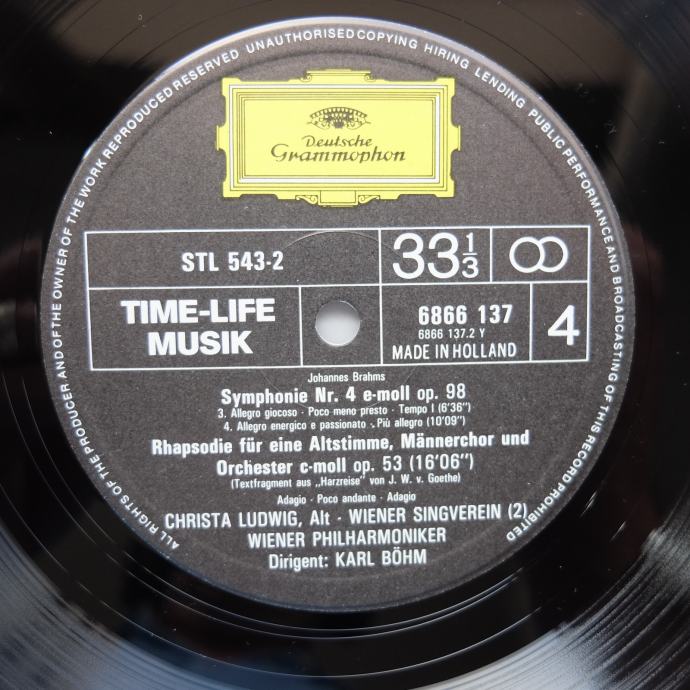 ALL RIGHTS OF THE PRODUCER AND OF THE OWNER OF THE WORK REPRODUCED RESERVED UNAUTHORISED COPYING HIRING LENDING PUBLIC PERFORMANCE AND BROADCASTING OF THIS RECORD PROHIBITED
Deutsche
Grammophon
STL 543-2
33 1/3
TIME-LIFE
MUSIK
6866 137
6866 137.2 Y
MADE IN HOLLAND
4
Johannes Brahms
Symphonie Nr. 4 e-moll op. 98
3. Allegro giocoso · Poco meno presto · Tempo I (6'36")
4. Allegro energico e passionato · Più allegro (10'09")
Rhapsodie für eine Altstimme, Männerchor und
Orchester c-moll op. 53 (16'06")
(Textfragment aus „Harzreise" von J. W. v. Goethe)
Adagio · Poco andante · Adagio
CHRISTA LUDWIG, Alt · WIENER SINGVEREIN (2)
WIENER PHILHARMONIKER
Dirigent: KARL BÖHM